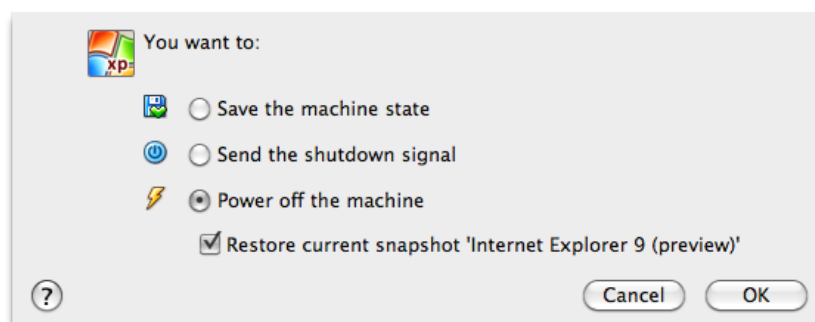 You want to:
xp
Save the machine state
Send the shutdown signal
Power off the machine
Restore current snapshot 'Internet Explorer 9 (preview)'
?
Cancel
OK